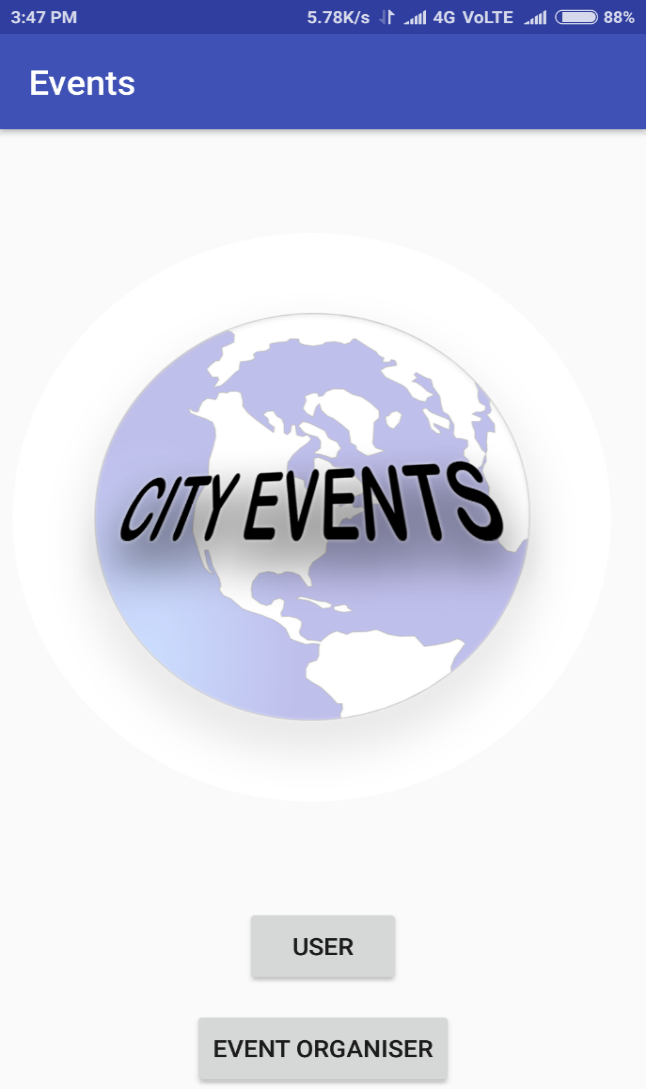 3:47 PM 5.78K/s 4G VoLTE 88%
Events
CITY EVENTS
USER
EVENT ORGANISER